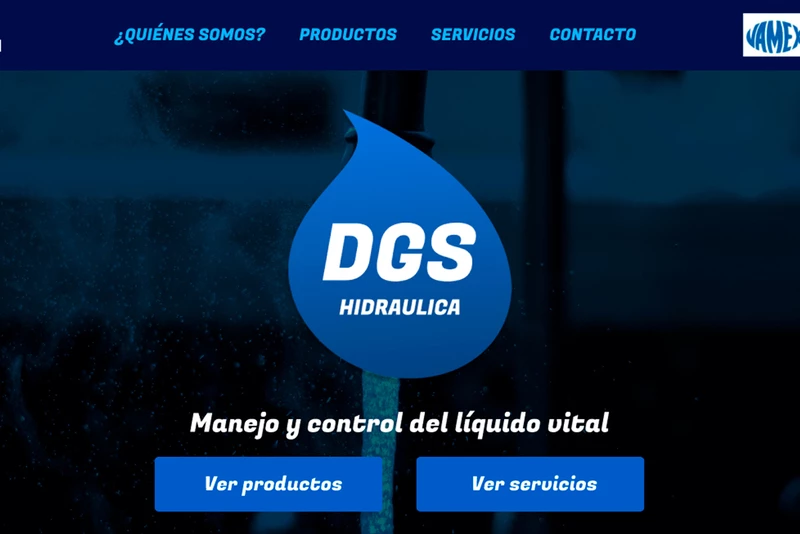 ¿QUIÉNES SOMOS? PRODUCTOS SERVICIOS CONTACTO
VAMEX
DGS
HIDRAULICA
Manejo y control del líquido vital
Ver productos Ver servicios